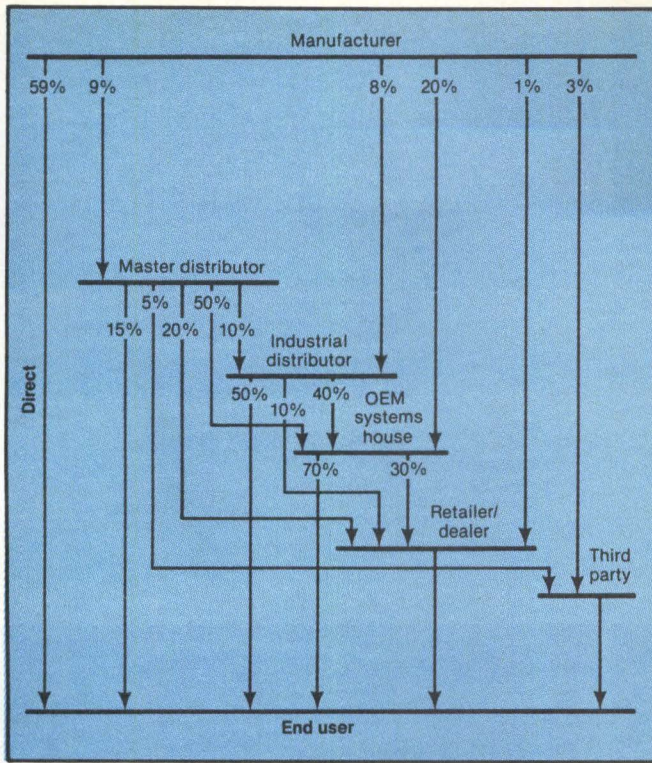 Manufacturer
59% 9% 8% 20% 1% 3%
Master distributor
5% 50%
15% 20% 10%
Industrial
distributor
50% 40%
10%
OEM
systems
house
70% 30%
Retailer/
dealer
Third
party
Direct
End user